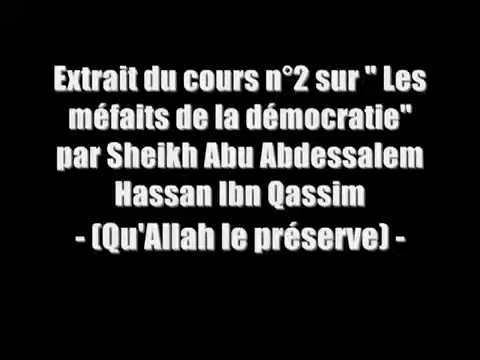 Extrait du cours n°2 sur " Les
méfaits de la démocratie"
par Sheikh Abu Abdessalem
Hassan Ibn Qassim
- (Qu'Allah le préserve) -